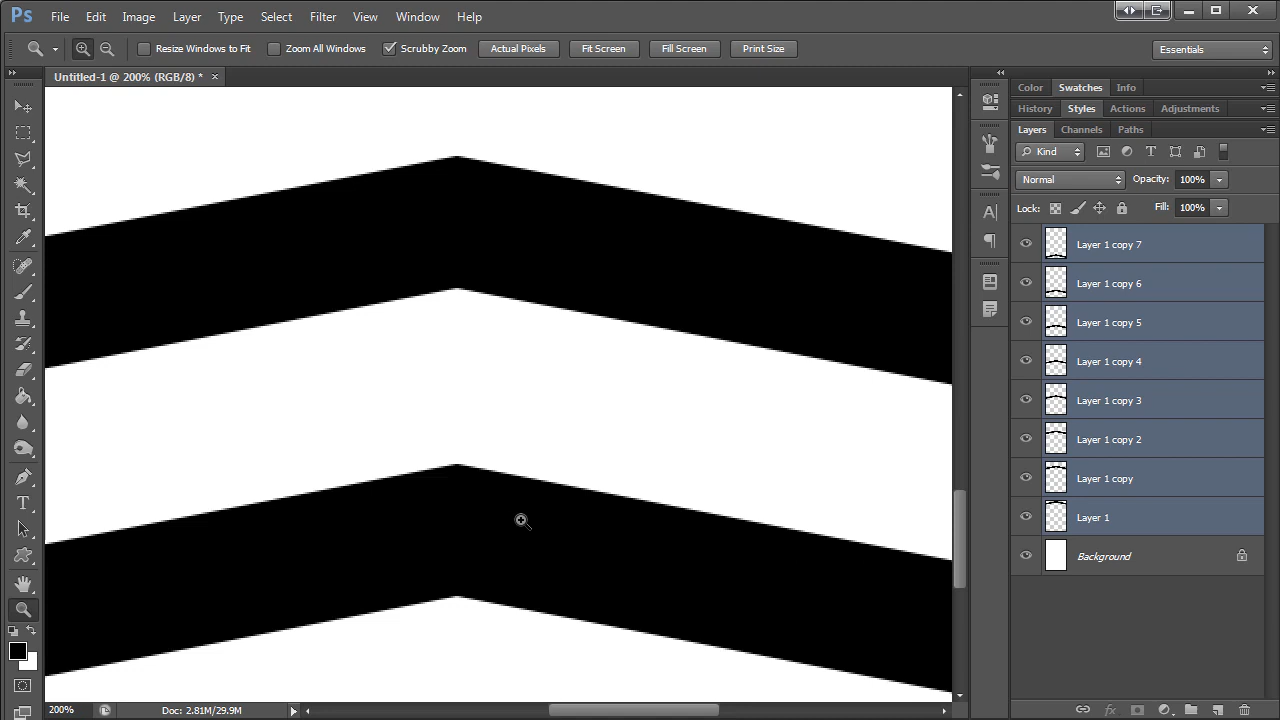 Ps File Edit Image Layer Type Select Filter View Window Help
Resize Windows to Fit Zoom All Windows Scrubby Zoom Actual Pixels Fit Screen Fill Screen Print Size Essentials
Untitled-1 @ 200% (RGB/8) * ×
Color Swatches Info
History Styles Actions Adjustments
Layers Channels Paths
Kind
Normal Opacity: 100%
Lock: Fill: 100%
Layer 1 copy 7
Layer 1 copy 6
Layer 1 copy 5
Layer 1 copy 4
Layer 1 copy 3
Layer 1 copy 2
Layer 1 copy
Layer 1
Background
200% Doc: 2.81M/29.9M